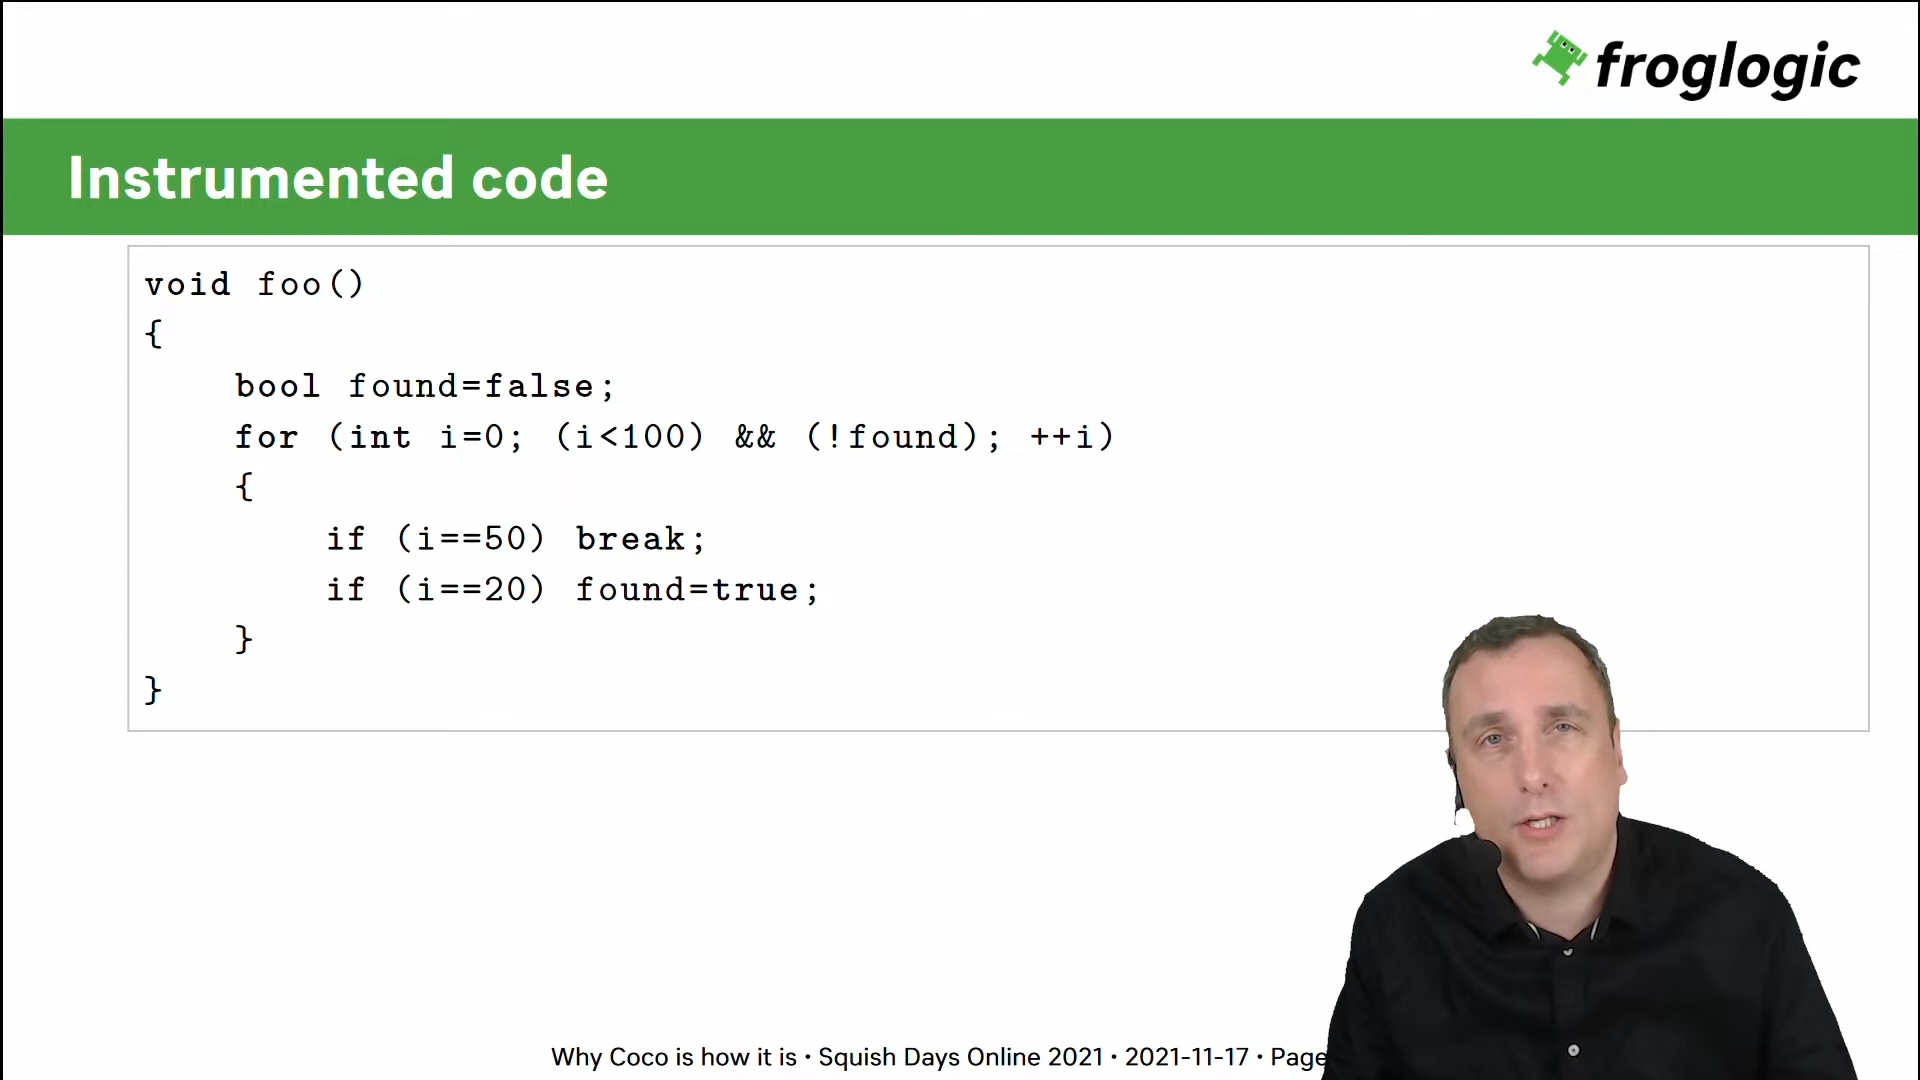 froglogic
Instrumented code
void foo()
{
    bool found=false;
    for (int i=0; (i<100) && (!found); ++i)
    {
        if (i==50) break;
        if (i==20) found=true;
    }
}
Why Coco is how it is • Squish Days Online 2021 • 2021-11-17 • Page